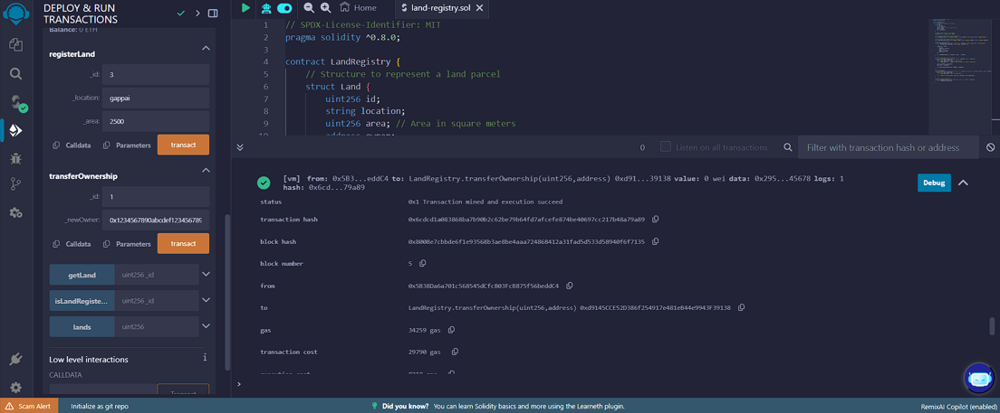 DEPLOY & RUN
TRANSACTIONS
Balance: 0 ETH
registerLand
_id: 3
_location: gappai
_area: 2500
Calldata Parameters transact
transferOwnership
_id: 1
_newOwner: 0x1234567890abcdef123456789
Calldata Parameters transact
getLand uint256 _id
isLandRegiste... uint256 _id
lands uint256
Low level interactions i
CALLDATA
Transact
Home land-registry.sol
1 // SPDX-License-Identifier: MIT
2 pragma solidity ^0.8.0;
3
4 contract LandRegistry {
5 // Structure to represent a land parcel
6 struct Land {
7 uint256 id;
8 string location;
9 uint256 area; // Area in square meters
10 address owner;
0 Listen on all transactions Filter with transaction hash or address
[vm] from: 0x5B3...eddC4 to: LandRegistry.transferOwnership(uint256,address) 0xd91...39138 value: 0 wei data: 0x295...45678 logs: 1
hash: 0x6cd...79a89
Debug
status 0x1 Transaction mined and execution succeed
transaction hash 0x6cdcd1a083868ba7b90b2c62be79b64fd7afcefe874be40697cc217b48a79a89
block hash 0x8008e7cbbde6f1e93568b3ae8be4aaa724868412a31fad5d533d58940f6f7135
block number 5
from 0x5B38Da6a701c568545dCfcB03FcB875f56beddC4
to LandRegistry.transferOwnership(uint256,address) 0xd9145CCE52D386f254917e481eB44e9943F39138
gas 34259 gas
transaction cost 29790 gas
>
Scam Alert Initialize as git repo Did you know? You can learn Solidity basics and more using the Learneth plugin. RemixAI Copilot (enabled)